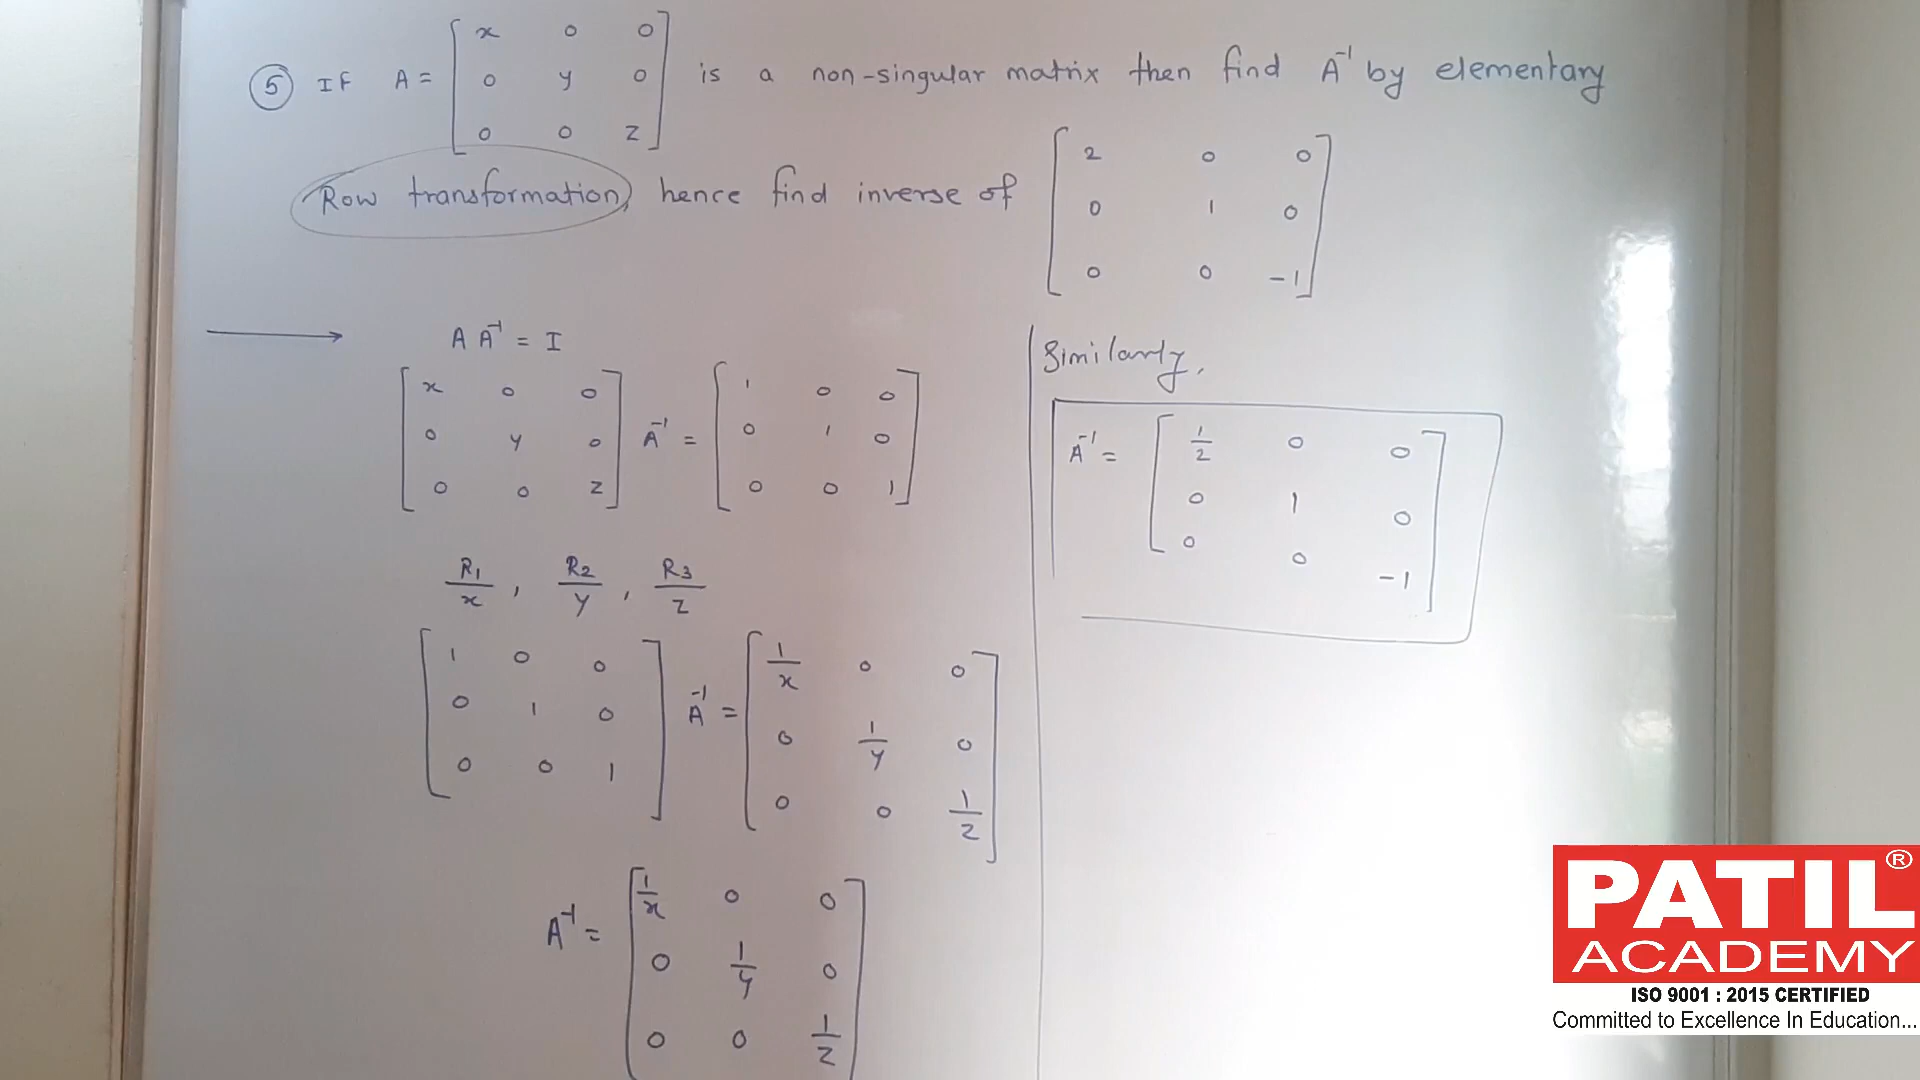 ⑤ IF A = [ x 0 0 is a non-singular matrix then find A⁻¹ by elementary
0 y 0
0 0 z ]
Row transformation, hence find inverse of [ 2 0 0
0 1 0
0 0 -1 ]
⟶ A A⁻¹ = I
[ x 0 0
0 y 0
0 0 z ] A⁻¹ = [ 1 0 0
0 1 0
0 0 1 ]
R₁/x , R₂/y , R₃/z
[ 1 0 0
0 1 0
0 0 1 ] A⁻¹ = [ 1/x 0 0
0 1/y 0
0 0 1/z ]
A⁻¹ = [ 1/x 0 0
0 1/y 0
0 0 1/z ]
Similarly,
A⁻¹ = [ 1/2 0 0
0 1 0
0 0 -1 ]
PATIL®
ACADEMY
ISO 9001 : 2015 CERTIFIED
Committed to Excellence In Education...